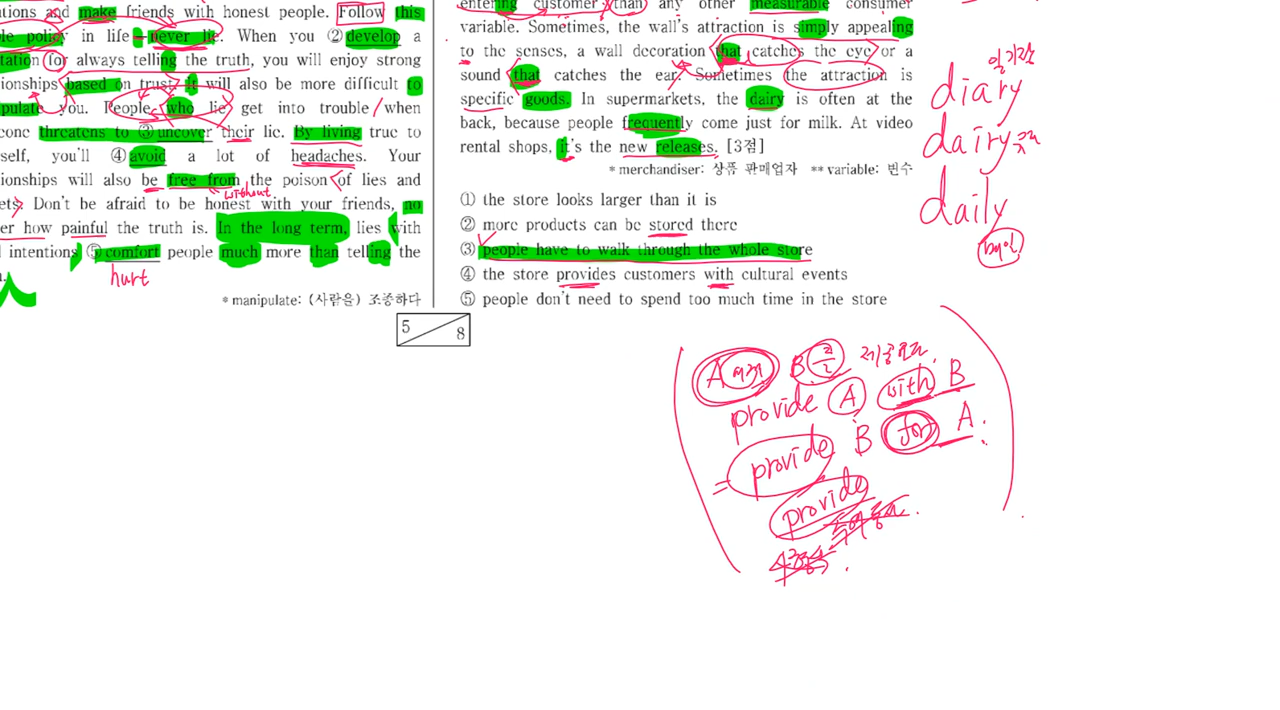 tions and make friends with honest people. Follow this
le policy in life – never lie. When you ② develop a
tation for always telling the truth, you will enjoy strong
ionships based on trust. It will also be more difficult to
ipulate you. People who lie get into trouble when
eone threatens to ③ uncover their lie. By living true to
rself, you'll ④ avoid a lot of headaches. Your
ionships will also be free from the poison of lies and
without
ets. Don't be afraid to be honest with your friends, no
er how painful the truth is. In the long term, lies with
d intentions ⑤ comfort people much more than telling the
hurt
* manipulate: (사람을) 조종하다
5
8
entering customer than any other measurable consumer
variable. Sometimes, the wall's attraction is simply appealing
to the senses, a wall decoration that catches the eye or a
sound that catches the ear. Sometimes the attraction is
specific goods. In supermarkets, the dairy is often at the
back, because people frequently come just for milk. At video
rental shops, it's the new releases. [3점]
* merchandiser: 상품 판매업자 ** variable: 변수
① the store looks larger than it is
② more products can be stored there
③ people have to walk through the whole store
④ the store provides customers with cultural events
⑤ people don't need to spend too much time in the store
일기장
diary
dairy
daily
매일
A에게 B를 제공하다
provide A with B
= provide B for A.
provide